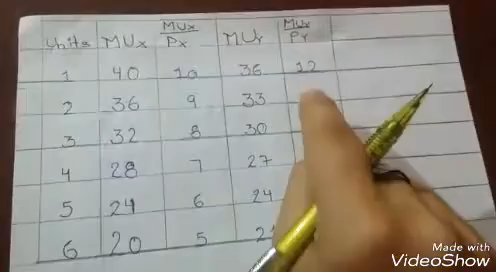 Units MUx MUx/Px MUy MUx/Py
1 40 10 36 12
2 36 9 33
3 32 8 30
4 28 7 27
5 24 6 24
6 20 5
Made with
VideoShow